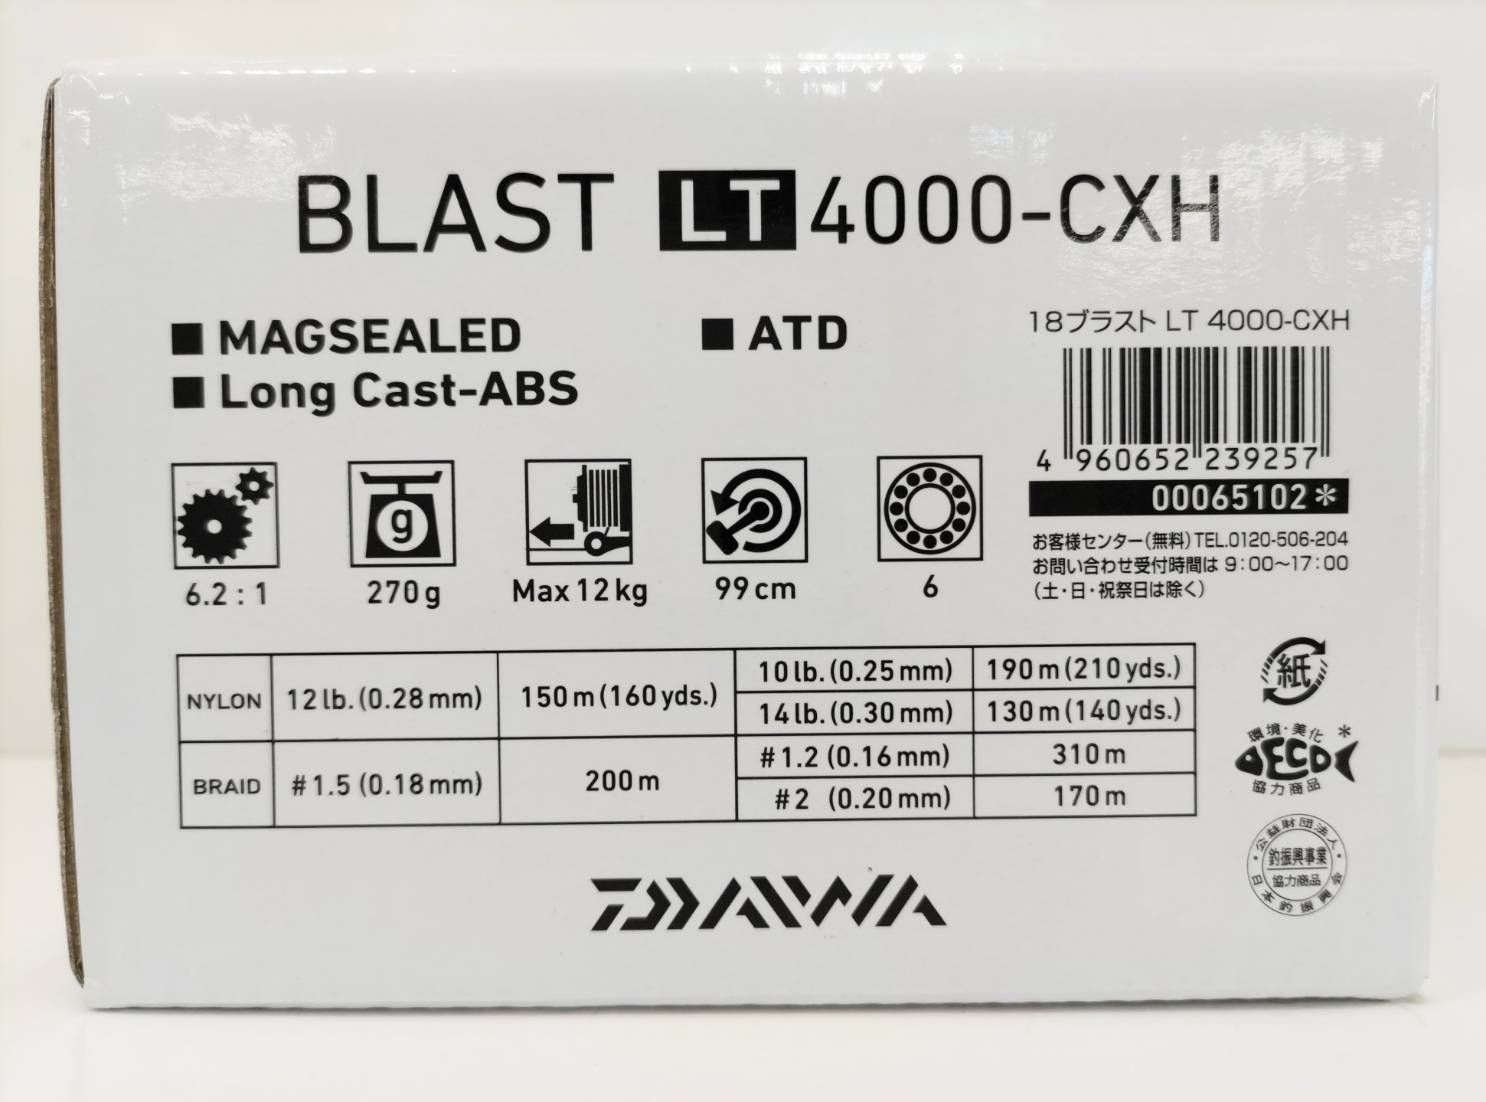 BLAST LT 4000-CXH
■ MAGSEALED ■ ATD
■ Long Cast-ABS
18ブラスト LT 4000-CXH
4 960652 239257
00065102*
お客様センター(無料)TEL.0120-506-204
お問い合わせ受付時間は 9:00~17:00
(土・日・祝祭日は除く)
g
6.2:1 270g Max 12kg 99cm 6
NYLON 12lb.(0.28mm) 150m(160yds.) 10lb.(0.25mm) 190m(210yds.)
14lb.(0.30mm) 130m(140yds.)
BRAID #1.5 (0.18mm) 200m #1.2 (0.16mm) 310m
#2 (0.20mm) 170m
紙
環境・美化 *
ECO
協力商品
・公益財団法人・
釣振興事業
協力商品
日本釣振興会
DAIWA